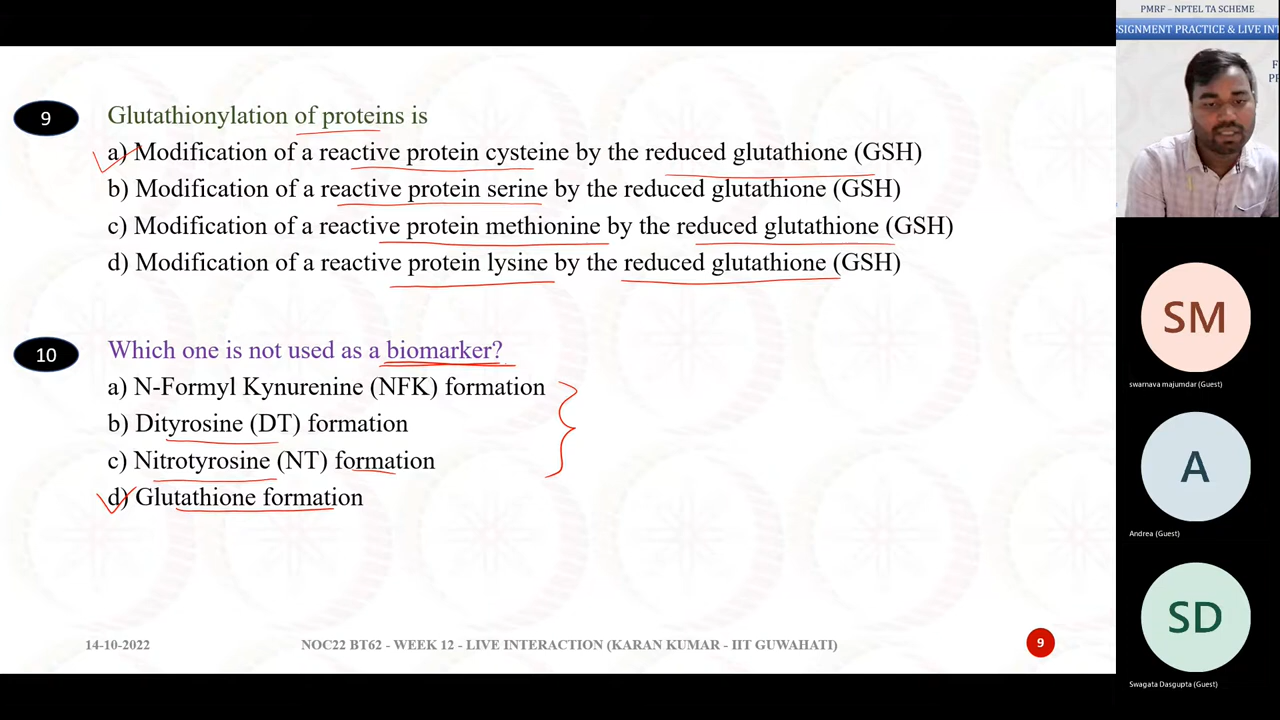 PMRF – NPTEL TA SCHEME
SSIGNMENT PRACTICE & LIVE INT
9
Glutathionylation of proteins is
a) Modification of a reactive protein cysteine by the reduced glutathione (GSH)
b) Modification of a reactive protein serine by the reduced glutathione (GSH)
c) Modification of a reactive protein methionine by the reduced glutathione (GSH)
d) Modification of a reactive protein lysine by the reduced glutathione (GSH)
10
Which one is not used as a biomarker?
a) N-Formyl Kynurenine (NFK) formation
b) Dityrosine (DT) formation
c) Nitrotyrosine (NT) formation
d) Glutathione formation
14-10-2022
NOC22 BT62 - WEEK 12 - LIVE INTERACTION (KARAN KUMAR - IIT GUWAHATI)
9
SM
swarnava majumdar (Guest)
A
Andrea (Guest)
SD
Swagata Dasgupta (Guest)